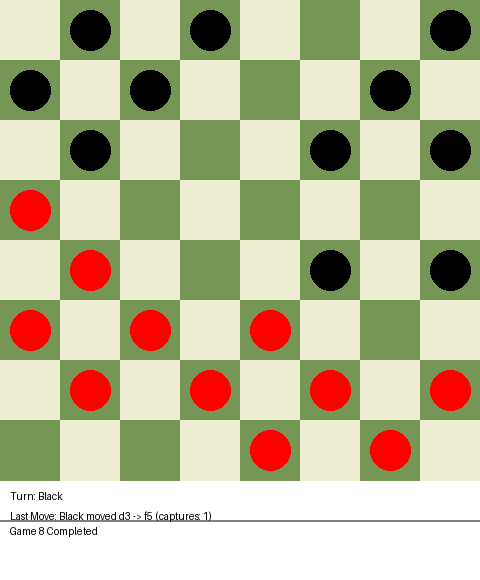 Turn: Black
Last Move: Black moved d3 -> f5 (captures: 1)
Game 8 Completed